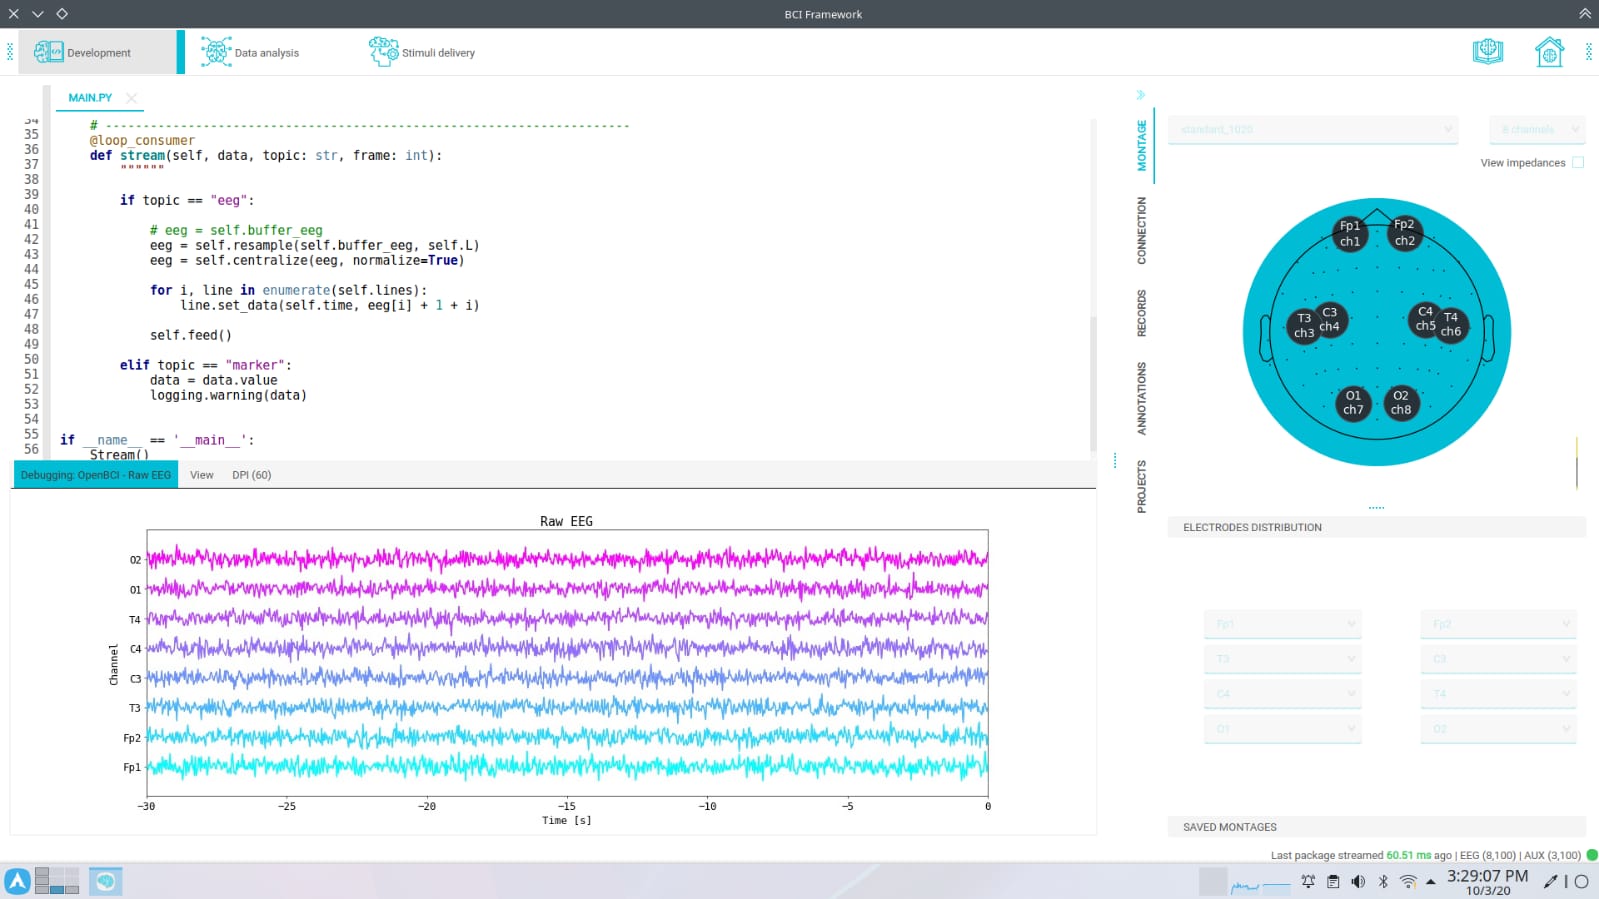 BCI Framework
Development
Data analysis
Stimuli delivery
MAIN.PY
34
35 # ----------------------------------------------------------------------
36 @loop_consumer
37 def stream(self, data, topic: str, frame: int):
38 """"""
39
40 if topic == "eeg":
41
42 # eeg = self.buffer_eeg
43 eeg = self.resample(self.buffer_eeg, self.L)
44 eeg = self.centralize(eeg, normalize=True)
45
46 for i, line in enumerate(self.lines):
47 line.set_data(self.time, eeg[i] + 1 + i)
48
49 self.feed()
50
51 elif topic == "marker":
52 data = data.value
53 logging.warning(data)
54
55
56 if __name__ == '__main__':
Stream()
Debugging: OpenBCI - Raw EEG
View
DPI (60)
Raw EEG
O2
O1
T4
C4
C3
T3
Fp2
Fp1
Channel
−30 −25 −20 −15 −10 −5 0
Time [s]
MONTAGE
CONNECTION
RECORDS
ANNOTATIONS
PROJECTS
standard_1020
8 channels
View impedances
Fp1 ch1
Fp2 ch2
T3 ch3
C3 ch4
C4 ch5
T4 ch6
O1 ch7
O2 ch8
ELECTRODES DISTRIBUTION
Fp1 Fp2
T3 C3
C4 T4
O1 O2
SAVED MONTAGES
Last package streamed 60.51 ms ago | EEG (8,100) | AUX (3,100)
3:29:07 PM
10/3/20